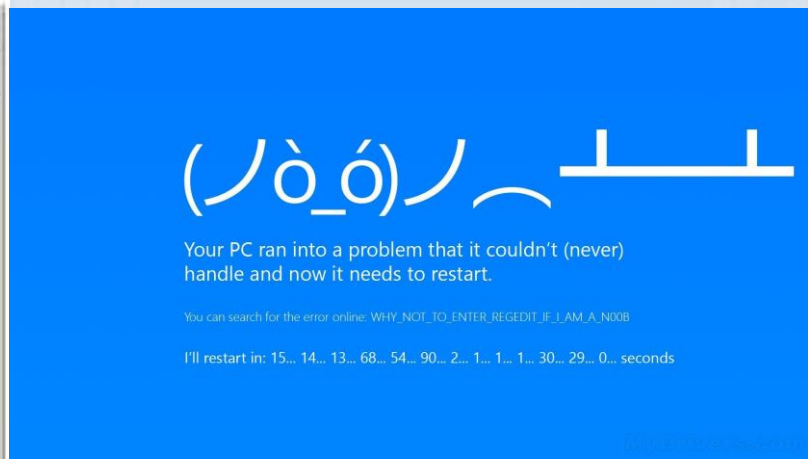 (ノò_ó)ノ︵┻━┻
Your PC ran into a problem that it couldn't (never)
handle and now it needs to restart.
You can search for the error online: WHY_NOT_TO_ENTER_REGEDIT_IF_I_AM_A_N00B
I'll restart in: 15... 14... 13... 68... 54... 90... 2... 1... 1... 1... 30... 29... 0... seconds
MyDrivers.com